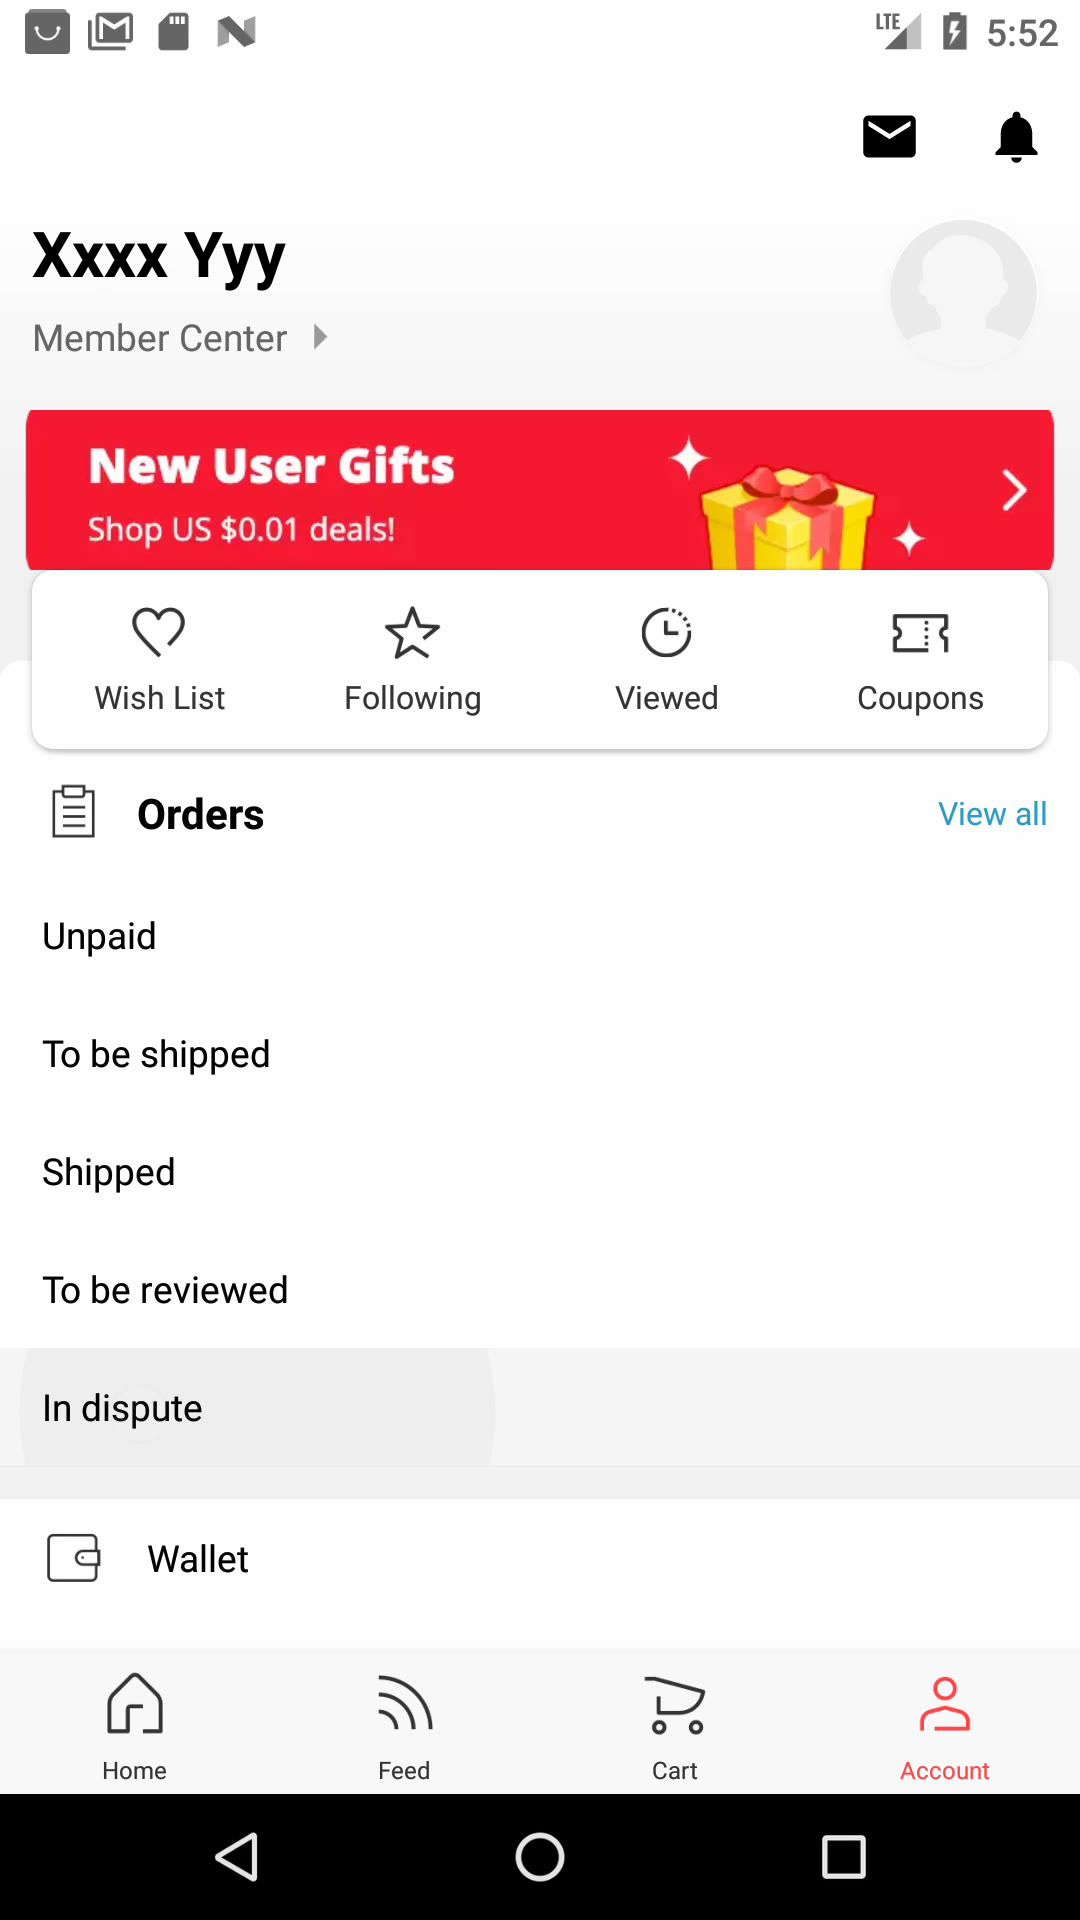 LTE 5:52
Xxxx Yyy
Member Center
New User Gifts
Shop US $0.01 deals!
Wish List Following Viewed Coupons
Orders View all
Unpaid
To be shipped
Shipped
To be reviewed
In dispute
Wallet
Home Feed Cart Account